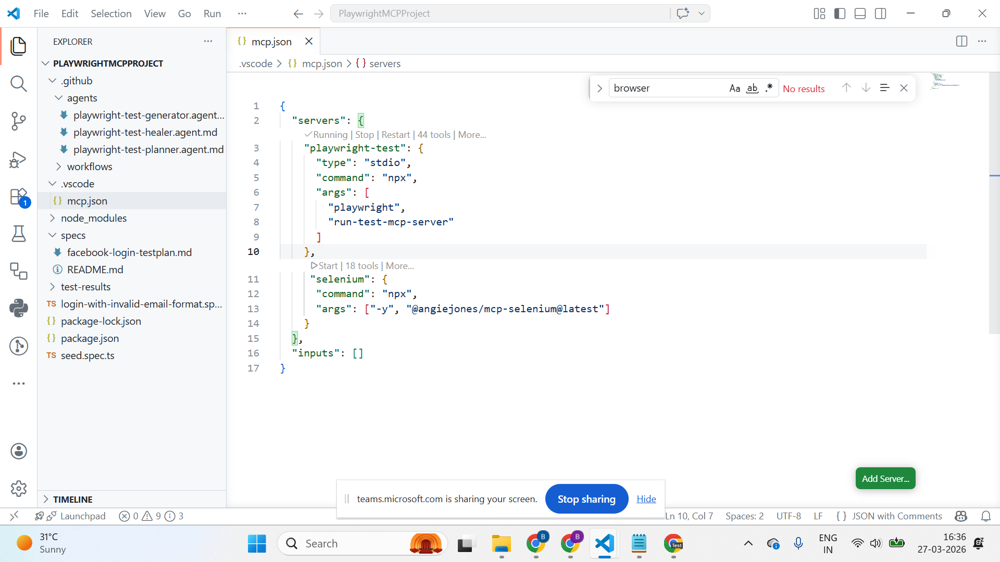 File Edit Selection View Go Run ···
PlaywrightMCPProject
EXPLORER
PLAYWRIGHTMCPPROJECT
.github
agents
playwright-test-generator.agent...
playwright-test-healer.agent.md
playwright-test-planner.agent.md
workflows
.vscode
mcp.json
node_modules
specs
facebook-login-testplan.md
README.md
test-results
TS login-with-invalid-email-format.sp...
package-lock.json
package.json
TS seed.spec.ts
TIMELINE
1
mcp.json
.vscode > {} mcp.json > {} servers
browser Aa ab .* No results
1 {
2 "servers": {
Running | Stop | Restart | 44 tools | More...
3 "playwright-test": {
4 "type": "stdio",
5 "command": "npx",
6 "args": [
7 "playwright",
8 "run-test-mcp-server"
9 ]
10 },
Start | 18 tools | More...
11 "selenium": {
12 "command": "npx",
13 "args": ["-y", "@angiejones/mcp-selenium@latest"]
14 }
15 },
16 "inputs": []
17 }
Add Server...
teams.microsoft.com is sharing your screen. Stop sharing Hide
Launchpad 0 9 3 Ln 10, Col 7 Spaces: 2 UTF-8 LF {} JSON with Comments
31°C
Sunny
Search
B
B
Test
ENG
IN
16:36
27-03-2026